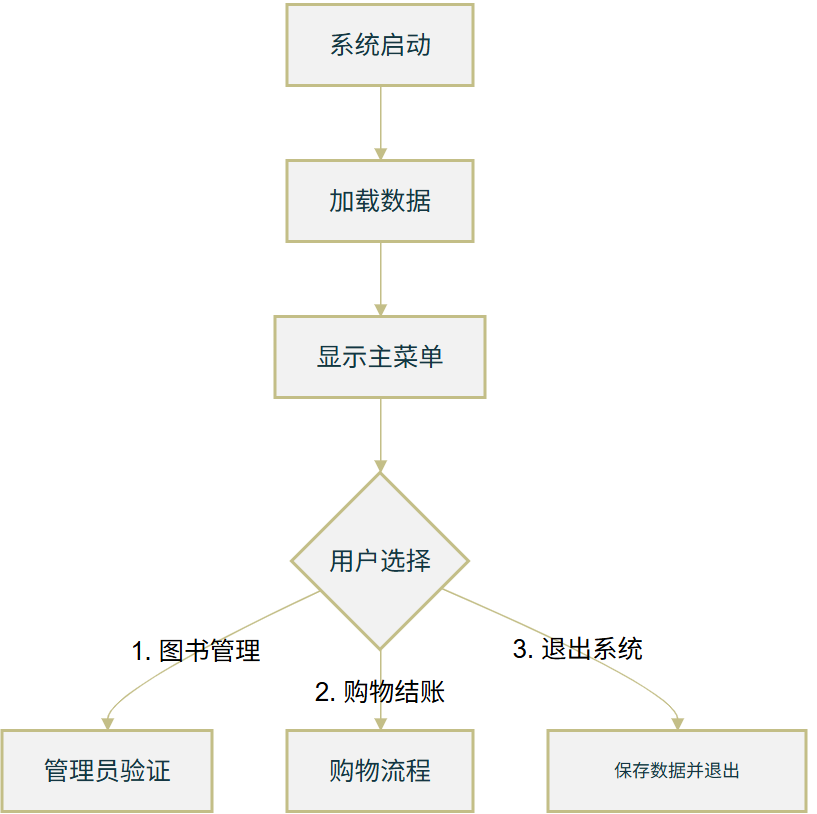 系统启动
加载数据
显示主菜单
用户选择
1. 图书管理
2. 购物结账
3. 退出系统
管理员验证
购物流程
保存数据并退出